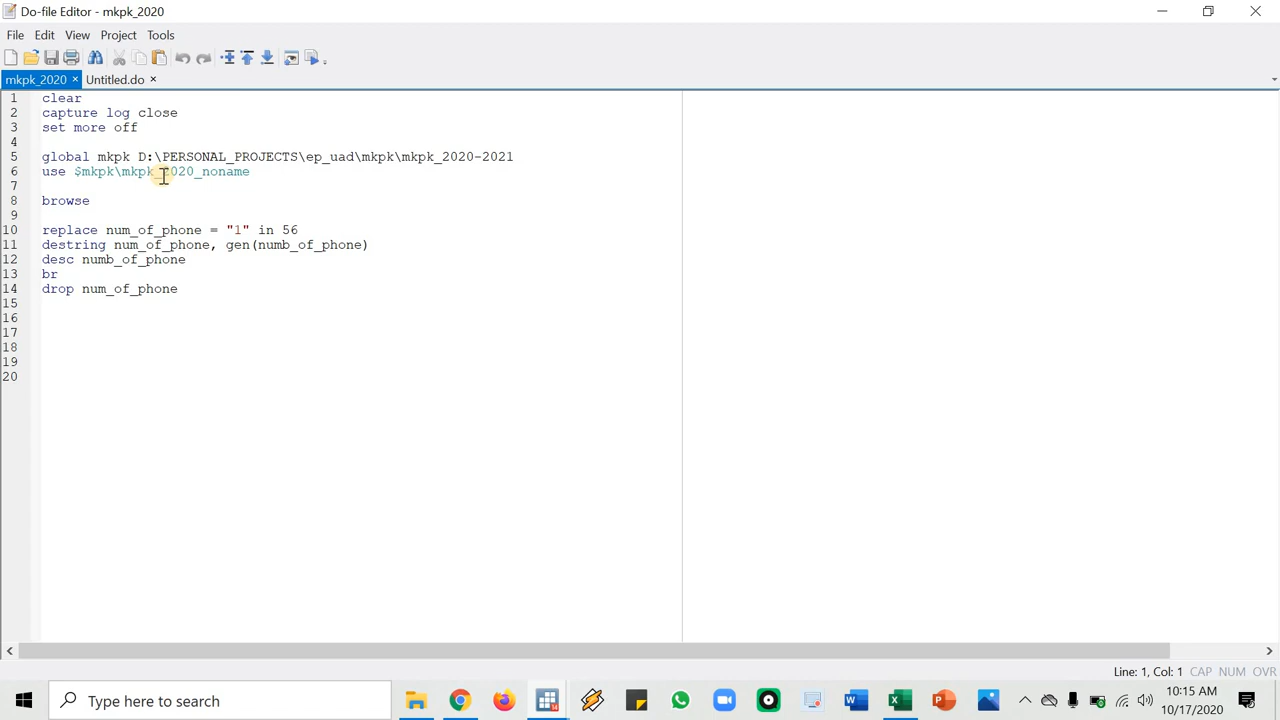 Do-file Editor - mkpk_2020
File Edit View Project Tools
mkpk_2020 × Untitled.do ×
1 clear
2 capture log close
3 set more off
4
5 global mkpk D:\PERSONAL_PROJECTS\ep_uad\mkpk\mkpk_2020-2021
6 use $mkpk\mkpk_2020_noname
7
8 browse
9
10 replace num_of_phone = "1" in 56
11 destring num_of_phone, gen(numb_of_phone)
12 desc numb_of_phone
13 br
14 drop num_of_phone
15
16
17
18
19
20
Line: 1, Col: 1 CAP NUM OVR
Type here to search
10:15 AM
10/17/2020